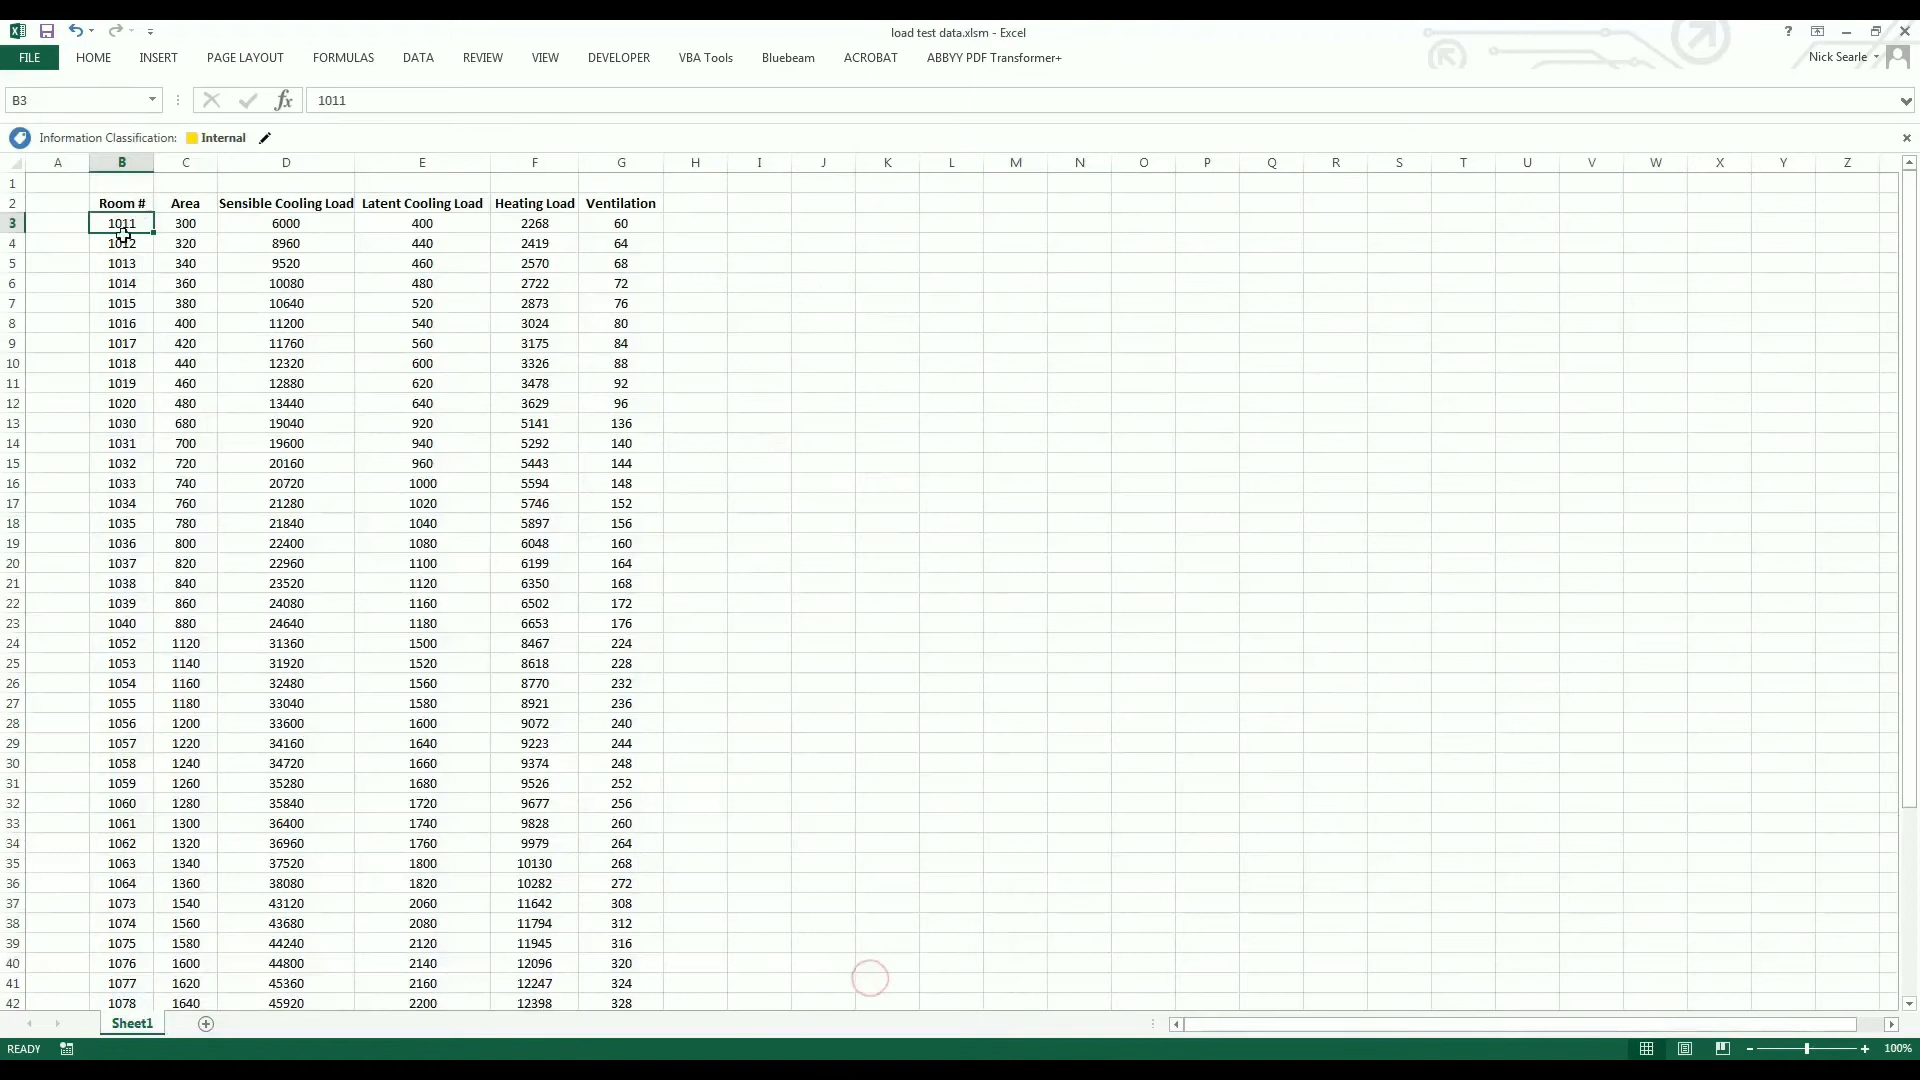 load test data.xlsm - Excel
?
FILE HOME INSERT PAGE LAYOUT FORMULAS DATA REVIEW VIEW DEVELOPER VBA Tools Bluebeam ACROBAT ABBYY PDF Transformer+ Nick Searle
B3 fx 1011
Information Classification: Internal
A B C D E F G H I J K L M N O P Q R S T U V W X Y Z
1
2 Room # Area Sensible Cooling Load Latent Cooling Load Heating Load Ventilation
3 1011 300 6000 400 2268 60
4 1012 320 8960 440 2419 64
5 1013 340 9520 460 2570 68
6 1014 360 10080 480 2722 72
7 1015 380 10640 520 2873 76
8 1016 400 11200 540 3024 80
9 1017 420 11760 560 3175 84
10 1018 440 12320 600 3326 88
11 1019 460 12880 620 3478 92
12 1020 480 13440 640 3629 96
13 1030 680 19040 920 5141 136
14 1031 700 19600 940 5292 140
15 1032 720 20160 960 5443 144
16 1033 740 20720 1000 5594 148
17 1034 760 21280 1020 5746 152
18 1035 780 21840 1040 5897 156
19 1036 800 22400 1080 6048 160
20 1037 820 22960 1100 6199 164
21 1038 840 23520 1120 6350 168
22 1039 860 24080 1160 6502 172
23 1040 880 24640 1180 6653 176
24 1052 1120 31360 1500 8467 224
25 1053 1140 31920 1520 8618 228
26 1054 1160 32480 1560 8770 232
27 1055 1180 33040 1580 8921 236
28 1056 1200 33600 1600 9072 240
29 1057 1220 34160 1640 9223 244
30 1058 1240 34720 1660 9374 248
31 1059 1260 35280 1680 9526 252
32 1060 1280 35840 1720 9677 256
33 1061 1300 36400 1740 9828 260
34 1062 1320 36960 1760 9979 264
35 1063 1340 37520 1800 10130 268
36 1064 1360 38080 1820 10282 272
37 1073 1540 43120 2060 11642 308
38 1074 1560 43680 2080 11794 312
39 1075 1580 44240 2120 11945 316
40 1076 1600 44800 2140 12096 320
41 1077 1620 45360 2160 12247 324
42 1078 1640 45920 2200 12398 328
Sheet1
READY 100%